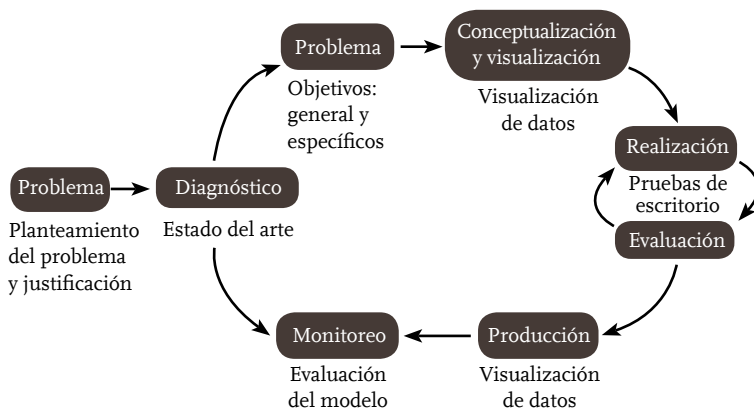 Problema
Objetivos:
general y
específicos
Conceptualización
y visualización
Visualización
de datos
Realización
Pruebas de
escritorio
Evaluación
Problema
Planteamiento
del problema
y justificación
Diagnóstico
Estado del arte
Monitoreo
Evaluación
del modelo
Producción
Visualización
de datos